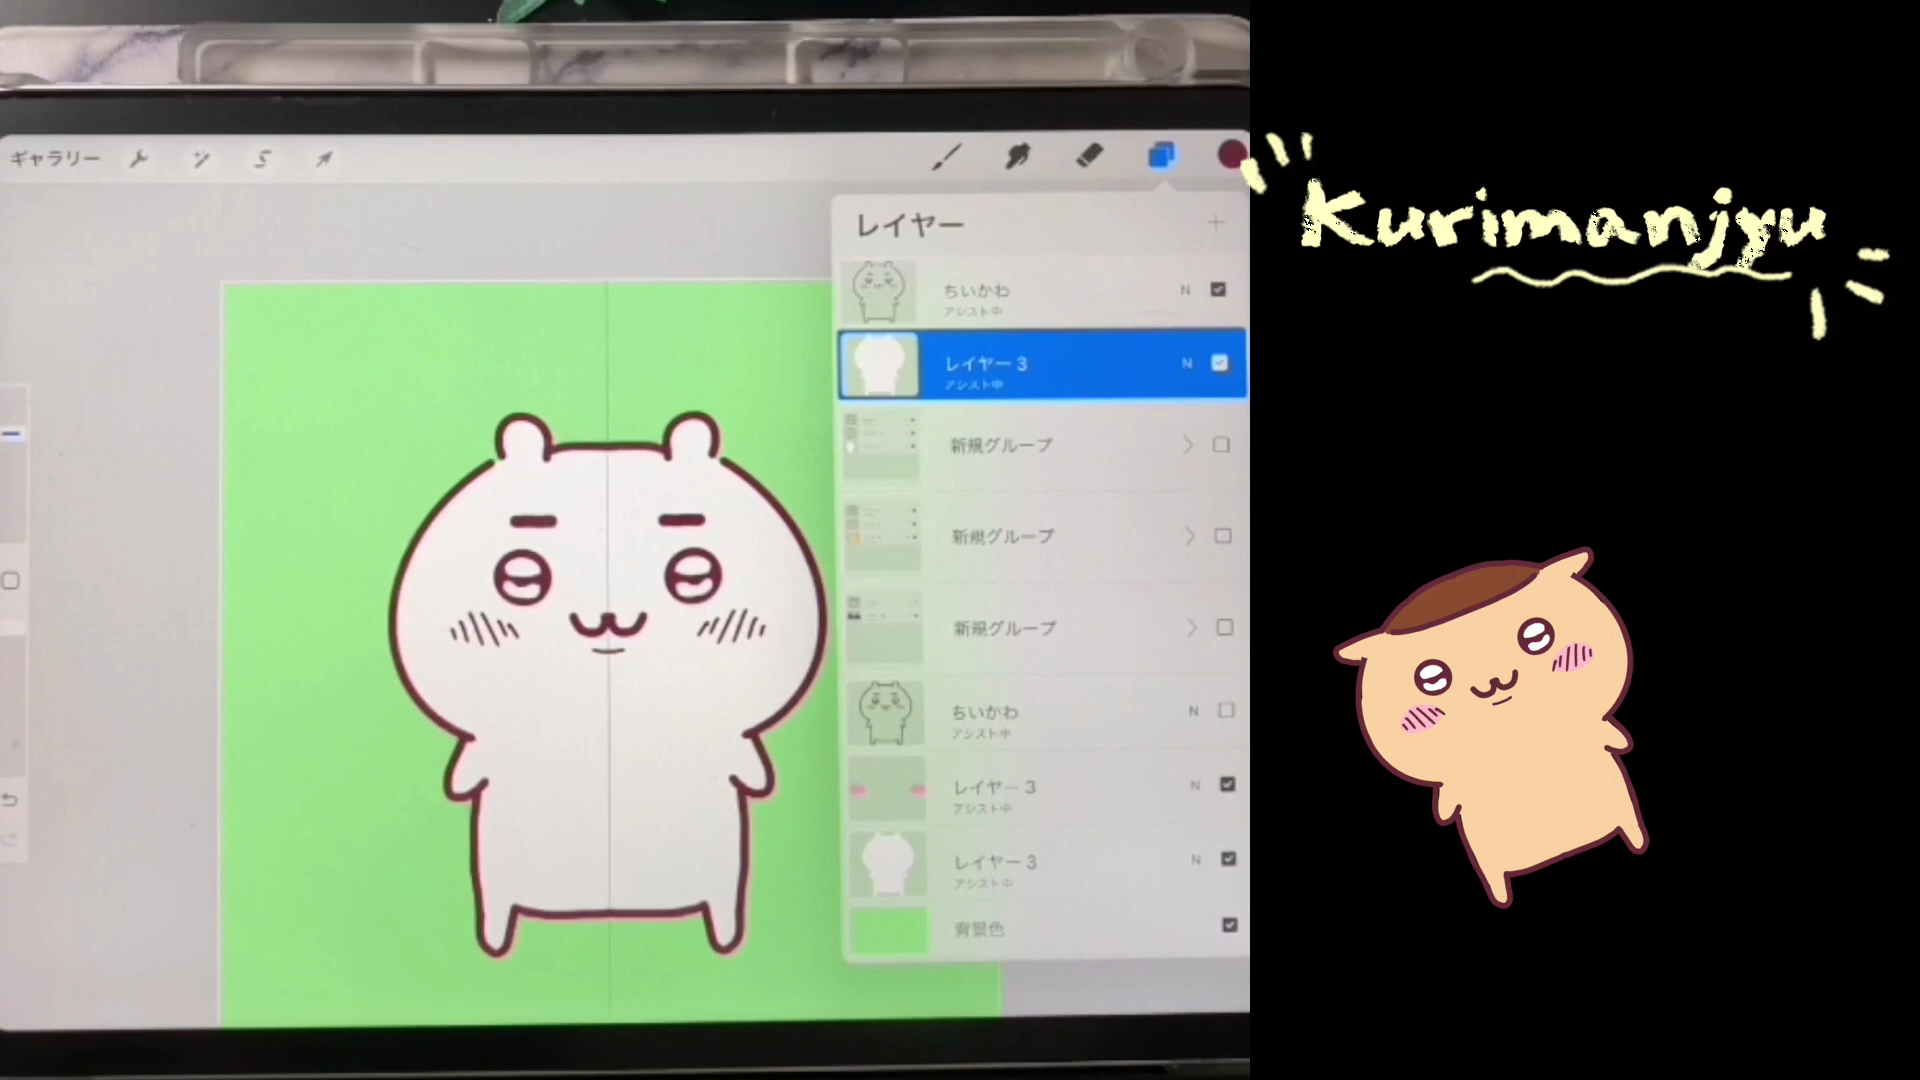 ギャラリー
レイヤー
ちいかわ N
アシスト中
レイヤー 3 N
アシスト中
新規グループ
新規グループ
新規グループ
ちいかわ N
アシスト中
レイヤー 3 N
アシスト中
レイヤー 3 N
アシスト中
背景色
Kurimanjyu